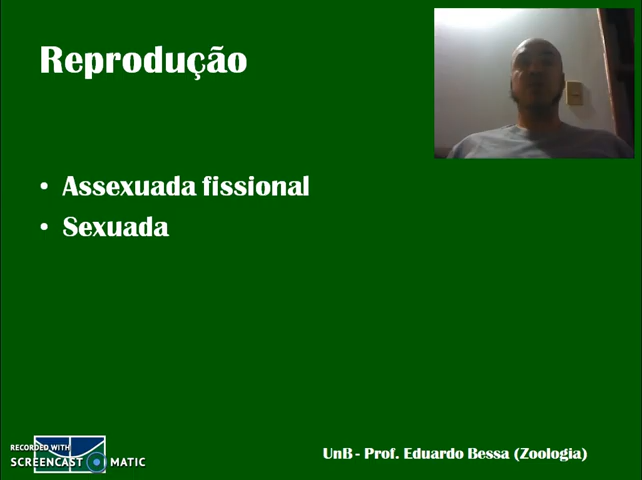 Reprodução
• Assexuada fissional
• Sexuada
RECORDED WITH
SCREENCAST MATIC
UnB - Prof. Eduardo Bessa (Zoologia)